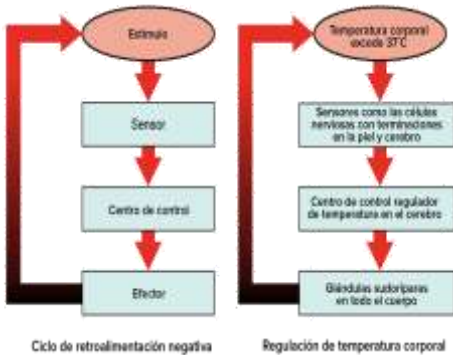 Estímulo
Sensor
Centro de control
Efector
Ciclo de retroalimentación negativa
Temperatura corporal
excede 37°C
Sensores como las células
nerviosas con terminaciones
en la piel y cerebro
Centro de control regulador
de temperatura en el cerebro
Glándulas sudoríparas
en todo el cuerpo
Regulación de temperatura corporal